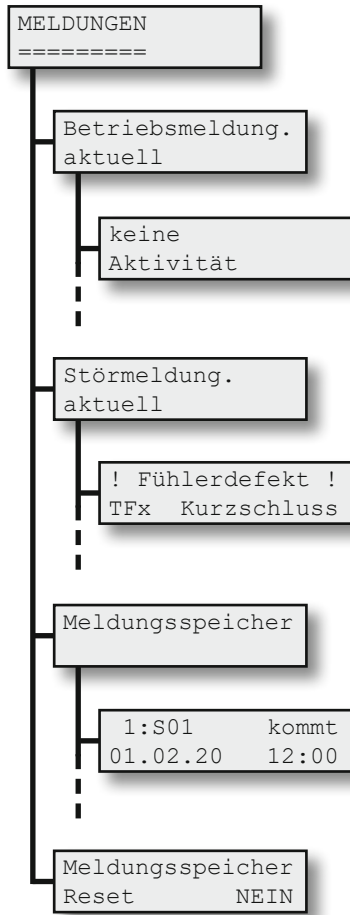 MELDUNGEN
=========
Betriebsmeldung.
aktuell
keine
Aktivität
Störmeldung.
aktuell
! Fühlerdefekt !
TFx Kurzschluss
Meldungsspeicher
1:S01 kommt
01.02.20 12:00
Meldungsspeicher
Reset NEIN